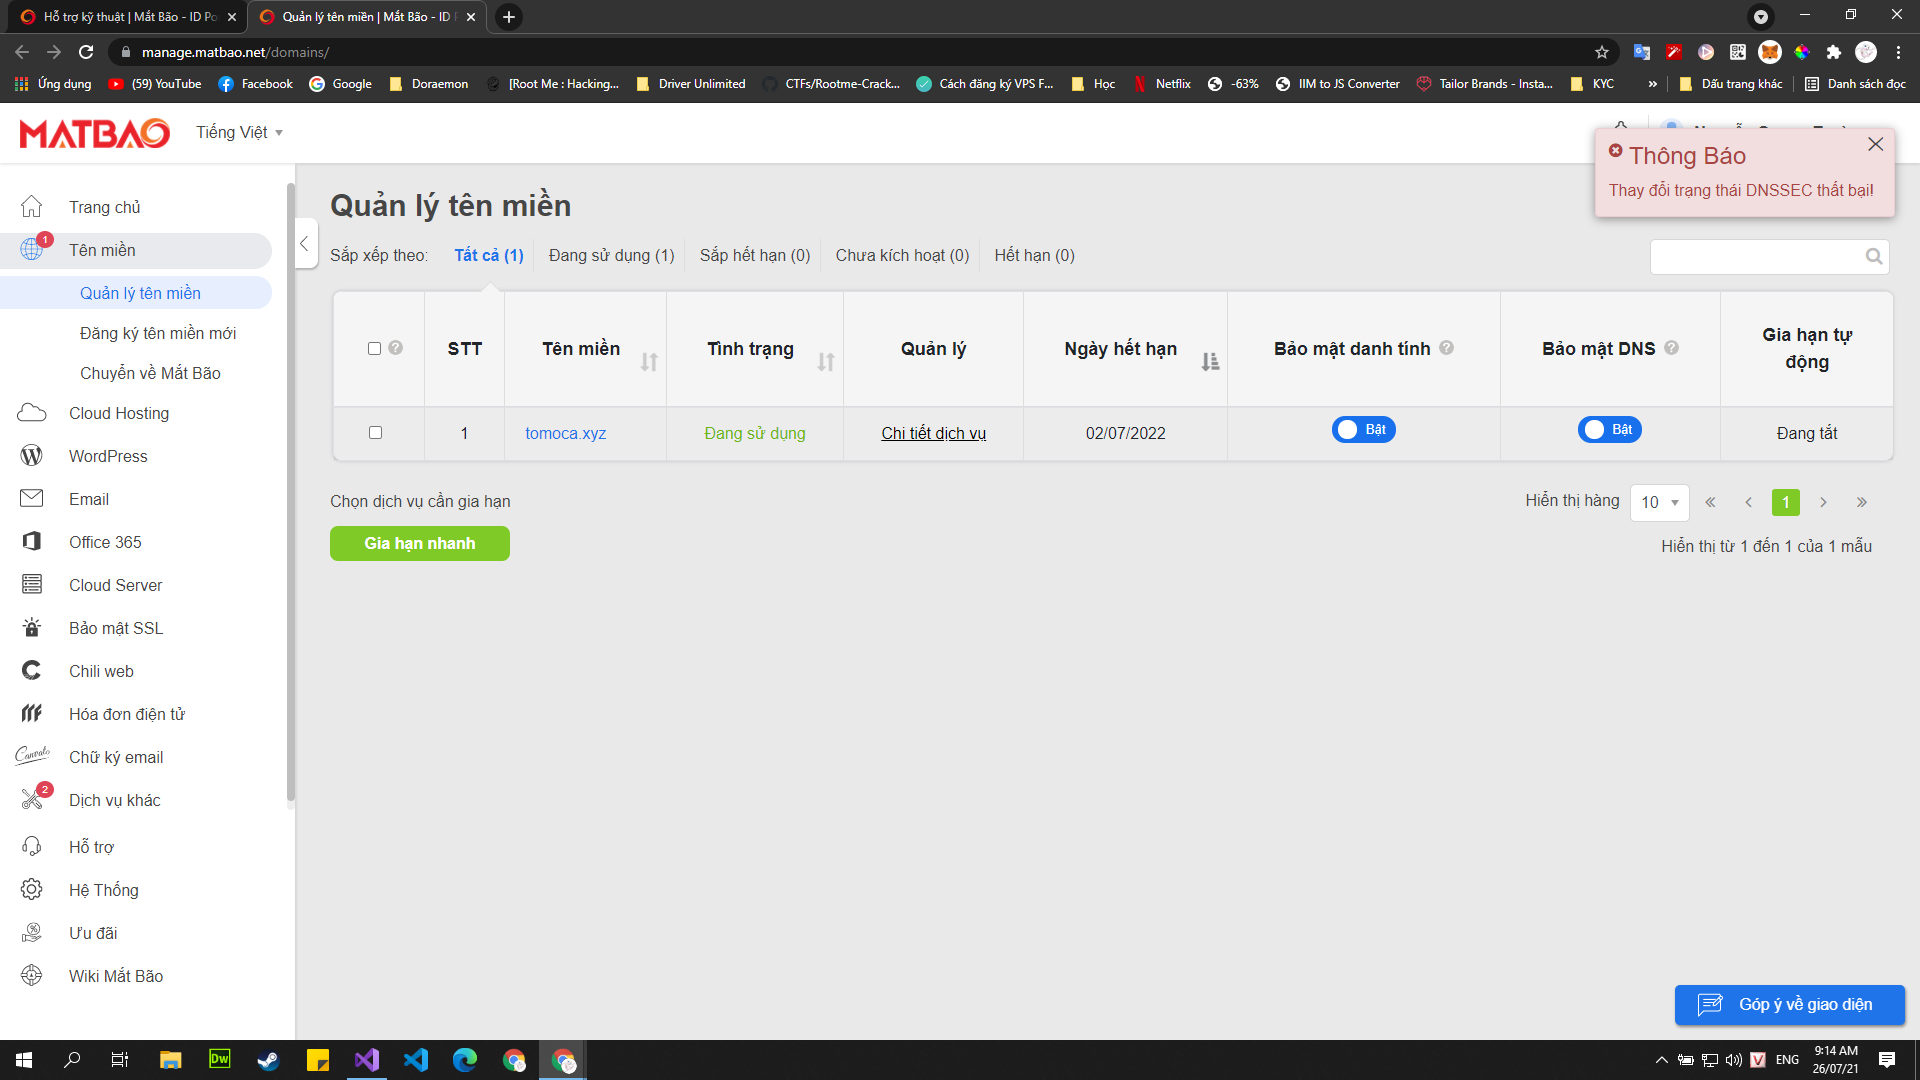 Hỗ trợ kỹ thuật | Mắt Bão - ID Po
Quản lý tên miền | Mắt Bão - ID P
manage.matbao.net/domains/
Ứng dụng
(59) YouTube
Facebook
Google
Doraemon
[Root Me : Hacking...
Driver Unlimited
CTFs/Rootme-Crack...
Cách đăng ký VPS F...
Học
Netflix
-63%
IIM to JS Converter
Tailor Brands - Insta...
KYC
»
Dấu trang khác
Danh sách đọc
MATBAO
Tiếng Việt
Thông Báo
Thay đổi trạng thái DNSSEC thất bại!
Trang chủ
1
Tên miền
Quản lý tên miền
Đăng ký tên miền mới
Chuyển về Mắt Bão
Cloud Hosting
WordPress
Email
Office 365
Cloud Server
Bảo mật SSL
Chili web
Hóa đơn điện tử
Canvato
Chữ ký email
2
Dịch vụ khác
Hỗ trợ
Hệ Thống
Ưu đãi
Wiki Mắt Bão
Quản lý tên miền
Sắp xếp theo: Tất cả (1) Đang sử dụng (1) Sắp hết hạn (0) Chưa kích hoạt (0) Hết hạn (0)
STT Tên miền Tình trạng Quản lý Ngày hết hạn Bảo mật danh tính Bảo mật DNS Gia hạn tự
động
1 tomoca.xyz Đang sử dụng Chi tiết dịch vụ 02/07/2022 Bật Bật Đang tắt
Chọn dịch vụ cần gia hạn
Gia hạn nhanh
Hiển thị hàng 10 « ‹ 1 › »
Hiển thị từ 1 đến 1 của 1 mẫu
Góp ý về giao diện
Dw
ENG
9:14 AM
26/07/21